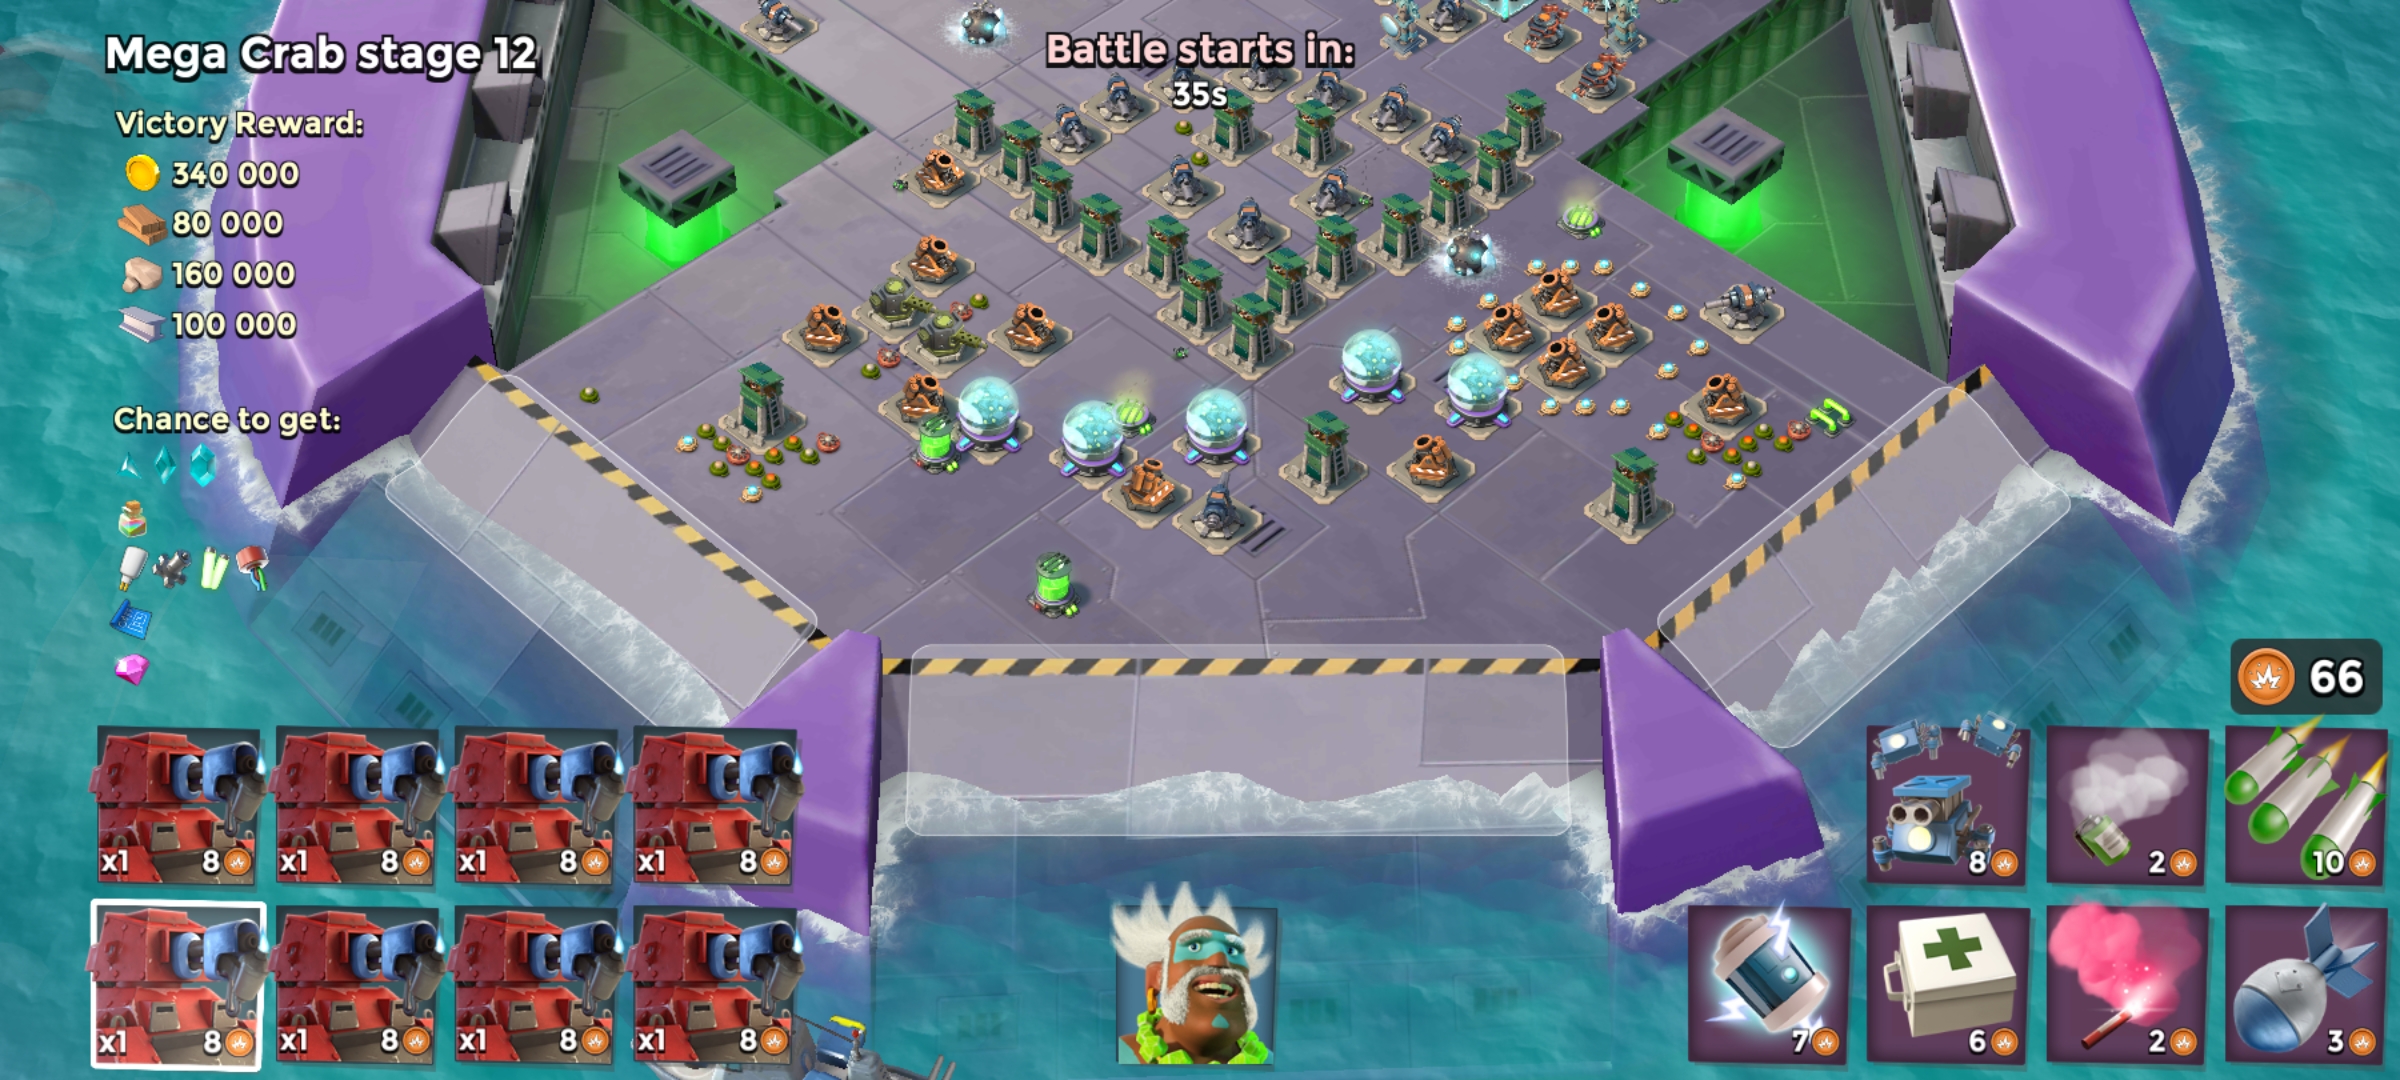 Mega Crab stage 12
Battle starts in:
35s
Victory Reward:
340 000
80 000
160 000
100 000
Chance to get:
66
x1 8
x1 8
x1 8
x1 8
8
2
10
x1 8
x1 8
x1 8
x1 8
7
6
2
3